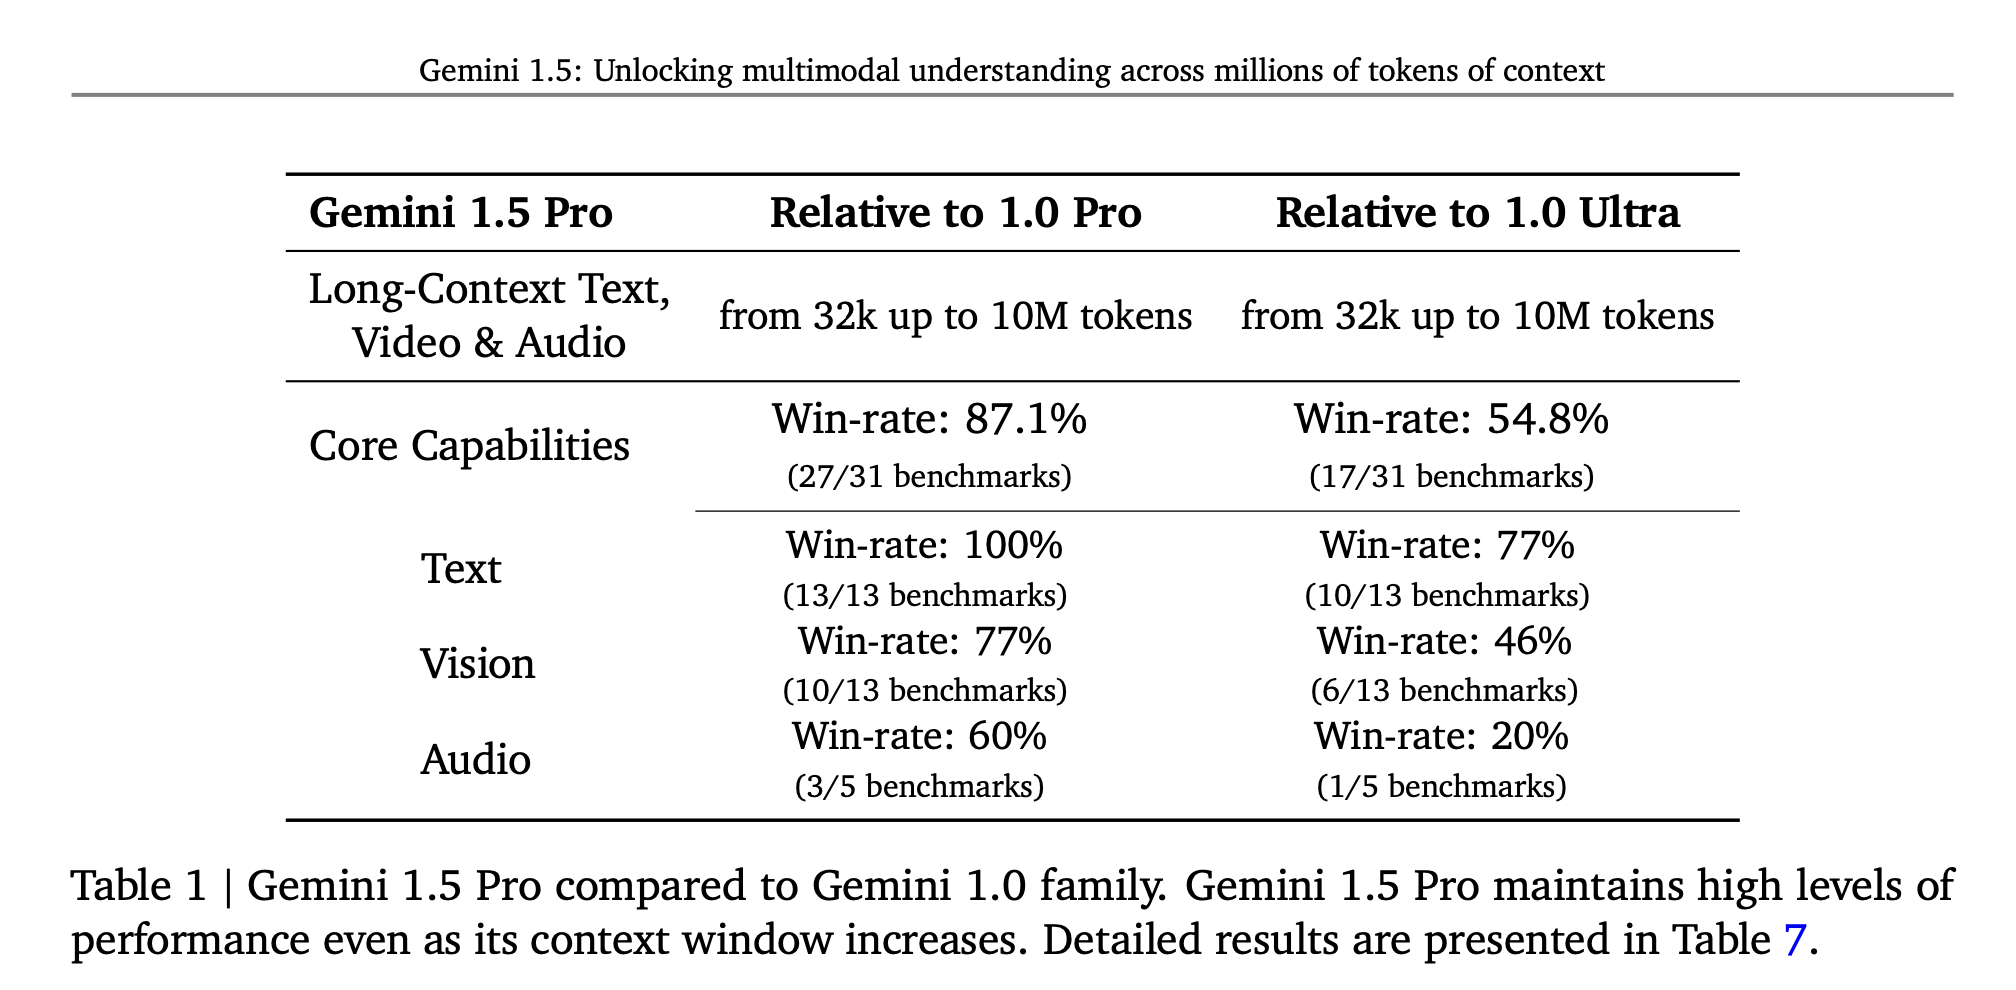 Gemini 1.5: Unlocking multimodal understanding across millions of tokens of context
Gemini 1.5 Pro Relative to 1.0 Pro Relative to 1.0 Ultra
Long-Context Text,
Video & Audio
from 32k up to 10M tokens from 32k up to 10M tokens
Core Capabilities
Win-rate: 87.1% Win-rate: 54.8%
(27/31 benchmarks) (17/31 benchmarks)
Text
Win-rate: 100% Win-rate: 77%
(13/13 benchmarks) (10/13 benchmarks)
Vision
Win-rate: 77% Win-rate: 46%
(10/13 benchmarks) (6/13 benchmarks)
Audio
Win-rate: 60% Win-rate: 20%
(3/5 benchmarks) (1/5 benchmarks)
Table 1 | Gemini 1.5 Pro compared to Gemini 1.0 family. Gemini 1.5 Pro maintains high levels of
performance even as its context window increases. Detailed results are presented in Table 7.